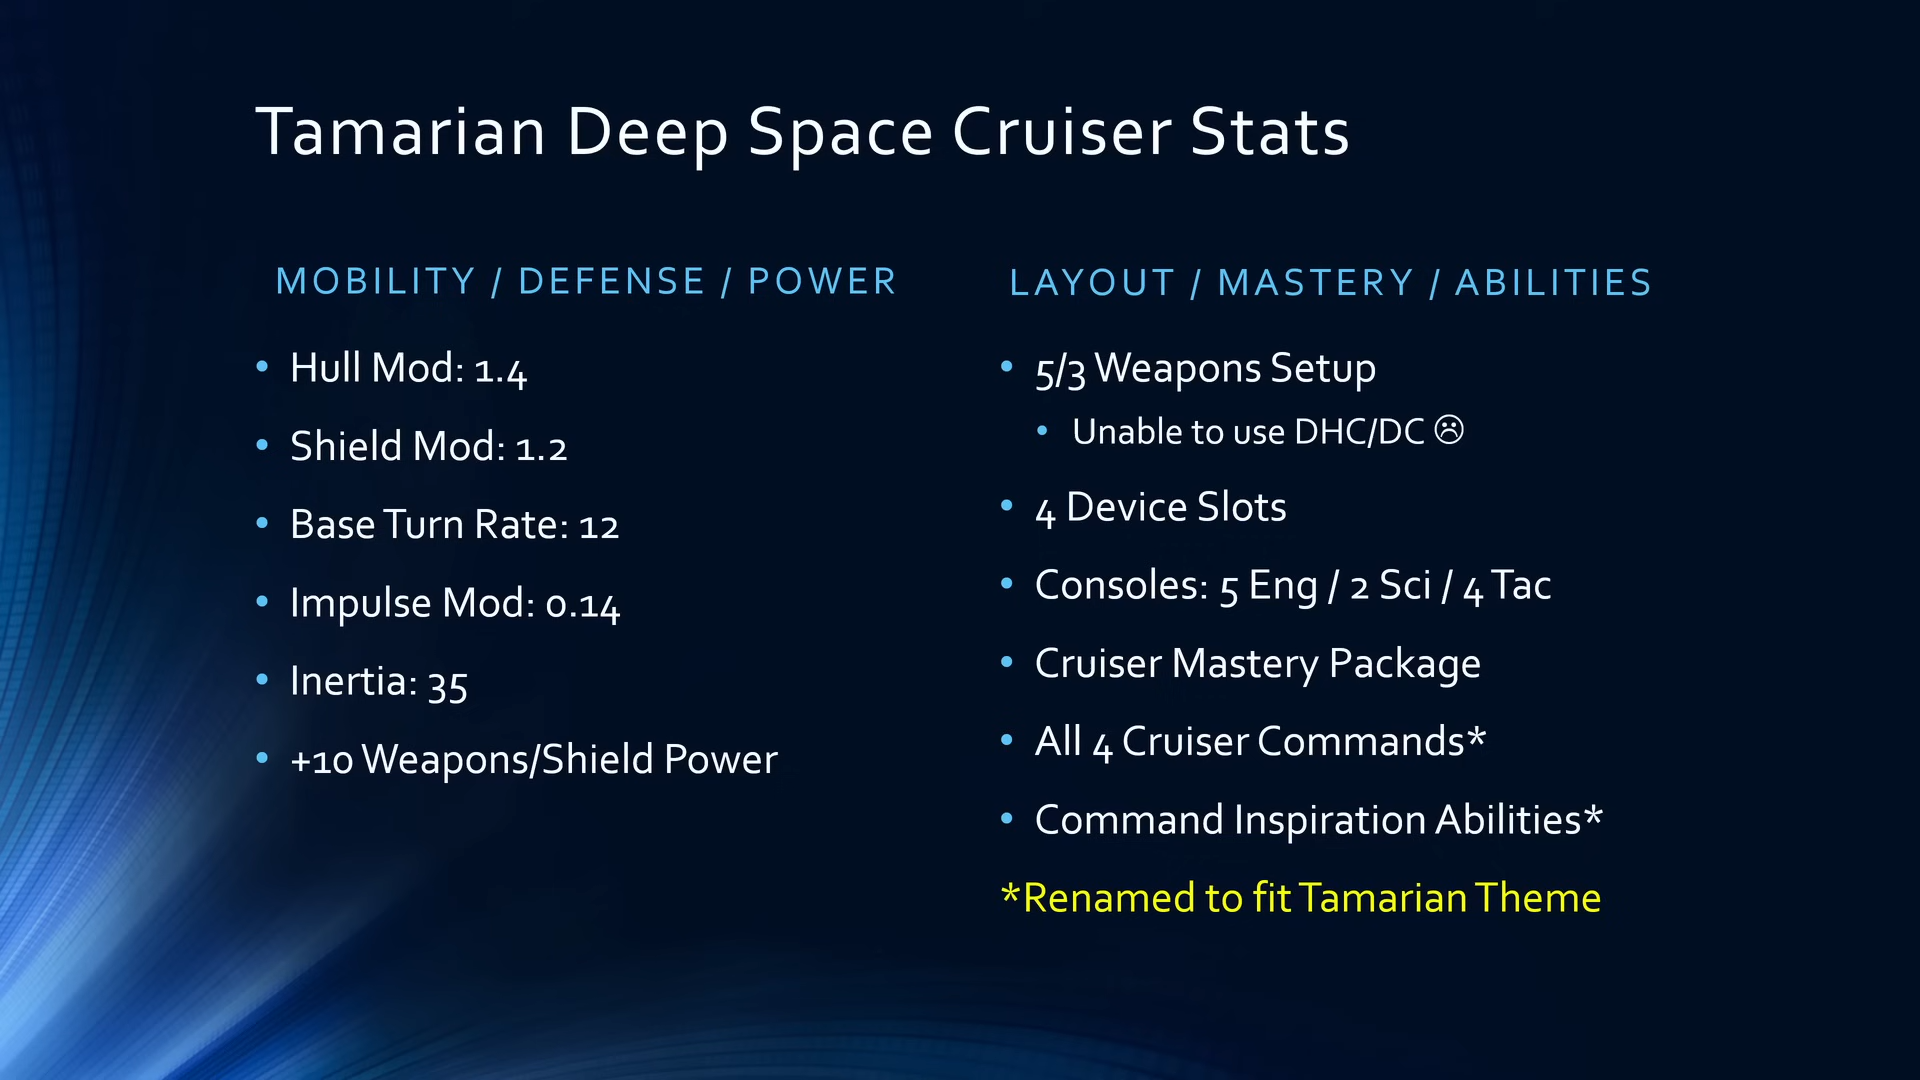 Tamarian Deep Space Cruiser Stats
MOBILITY / DEFENSE / POWER
• Hull Mod: 1.4
• Shield Mod: 1.2
• Base Turn Rate: 12
• Impulse Mod: 0.14
• Inertia: 35
• +10 Weapons/Shield Power
LAYOUT / MASTERY / ABILITIES
• 5/3 Weapons Setup
• Unable to use DHC/DC ☹
• 4 Device Slots
• Consoles: 5 Eng / 2 Sci / 4 Tac
• Cruiser Mastery Package
• All 4 Cruiser Commands*
• Command Inspiration Abilities*
*Renamed to fit Tamarian Theme